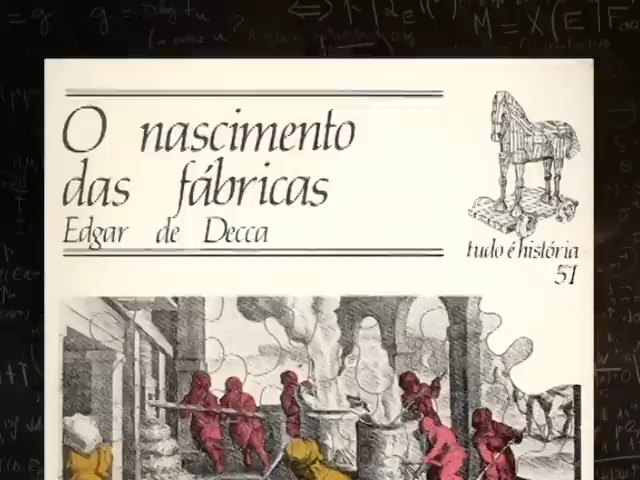 O nascimento
das fábricas
Edgar de Decca
tudo é história
51